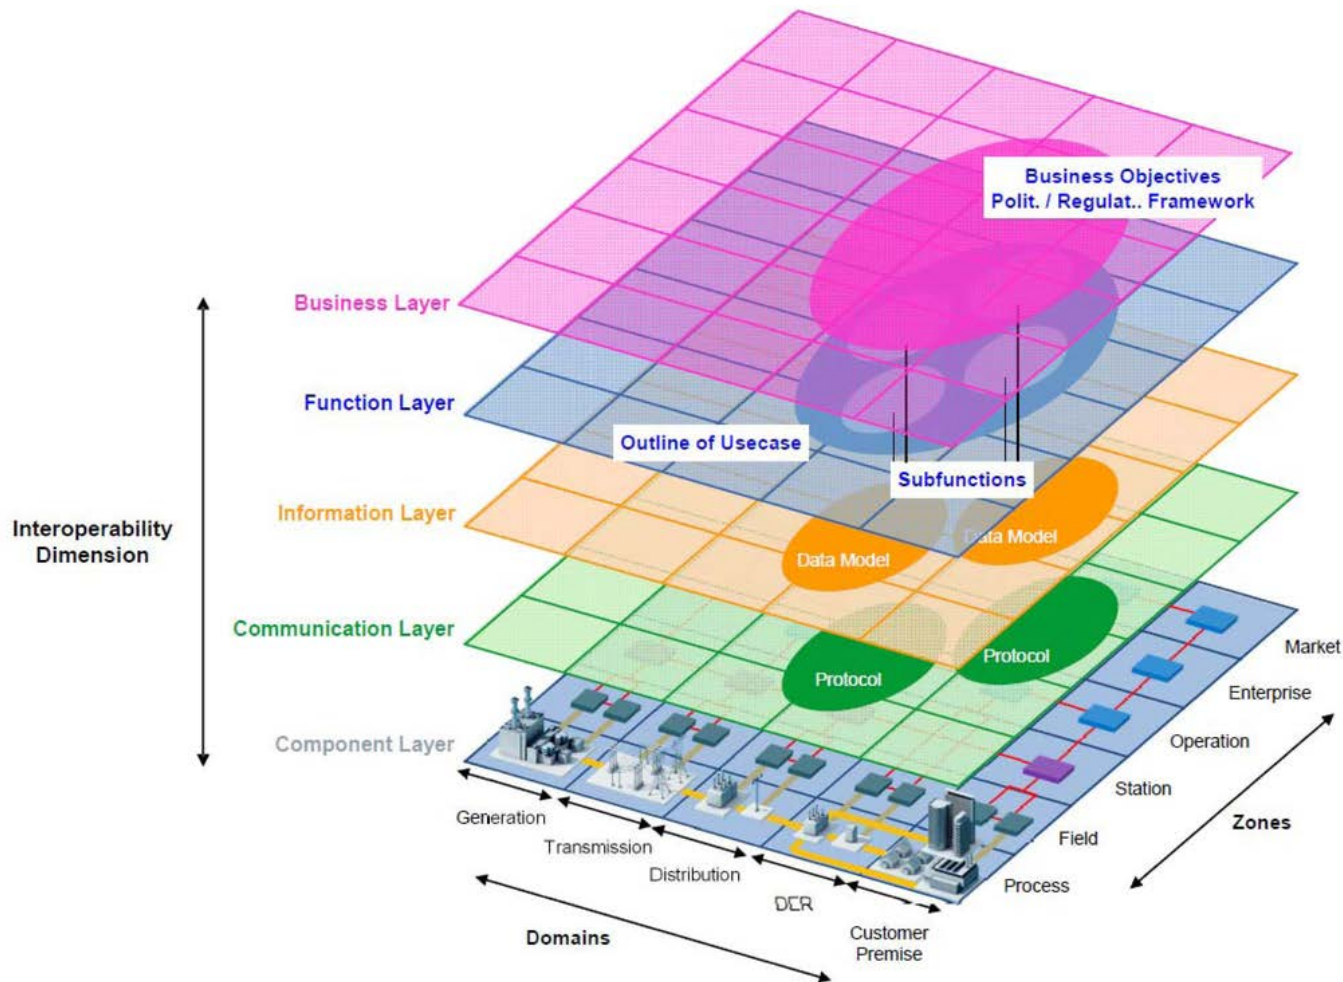 Business Objectives
Polit. / Regulat.. Framework
Business Layer
Function Layer
Outline of Usecase
Subfunctions
Information Layer
Data Model
Data Model
Interoperability
Dimension
Communication Layer
Protocol
Protocol
Component Layer
Market
Enterprise
Operation
Station
Field
Process
Zones
Generation
Transmission
Distribution
DER
Customer
Premise
Domains